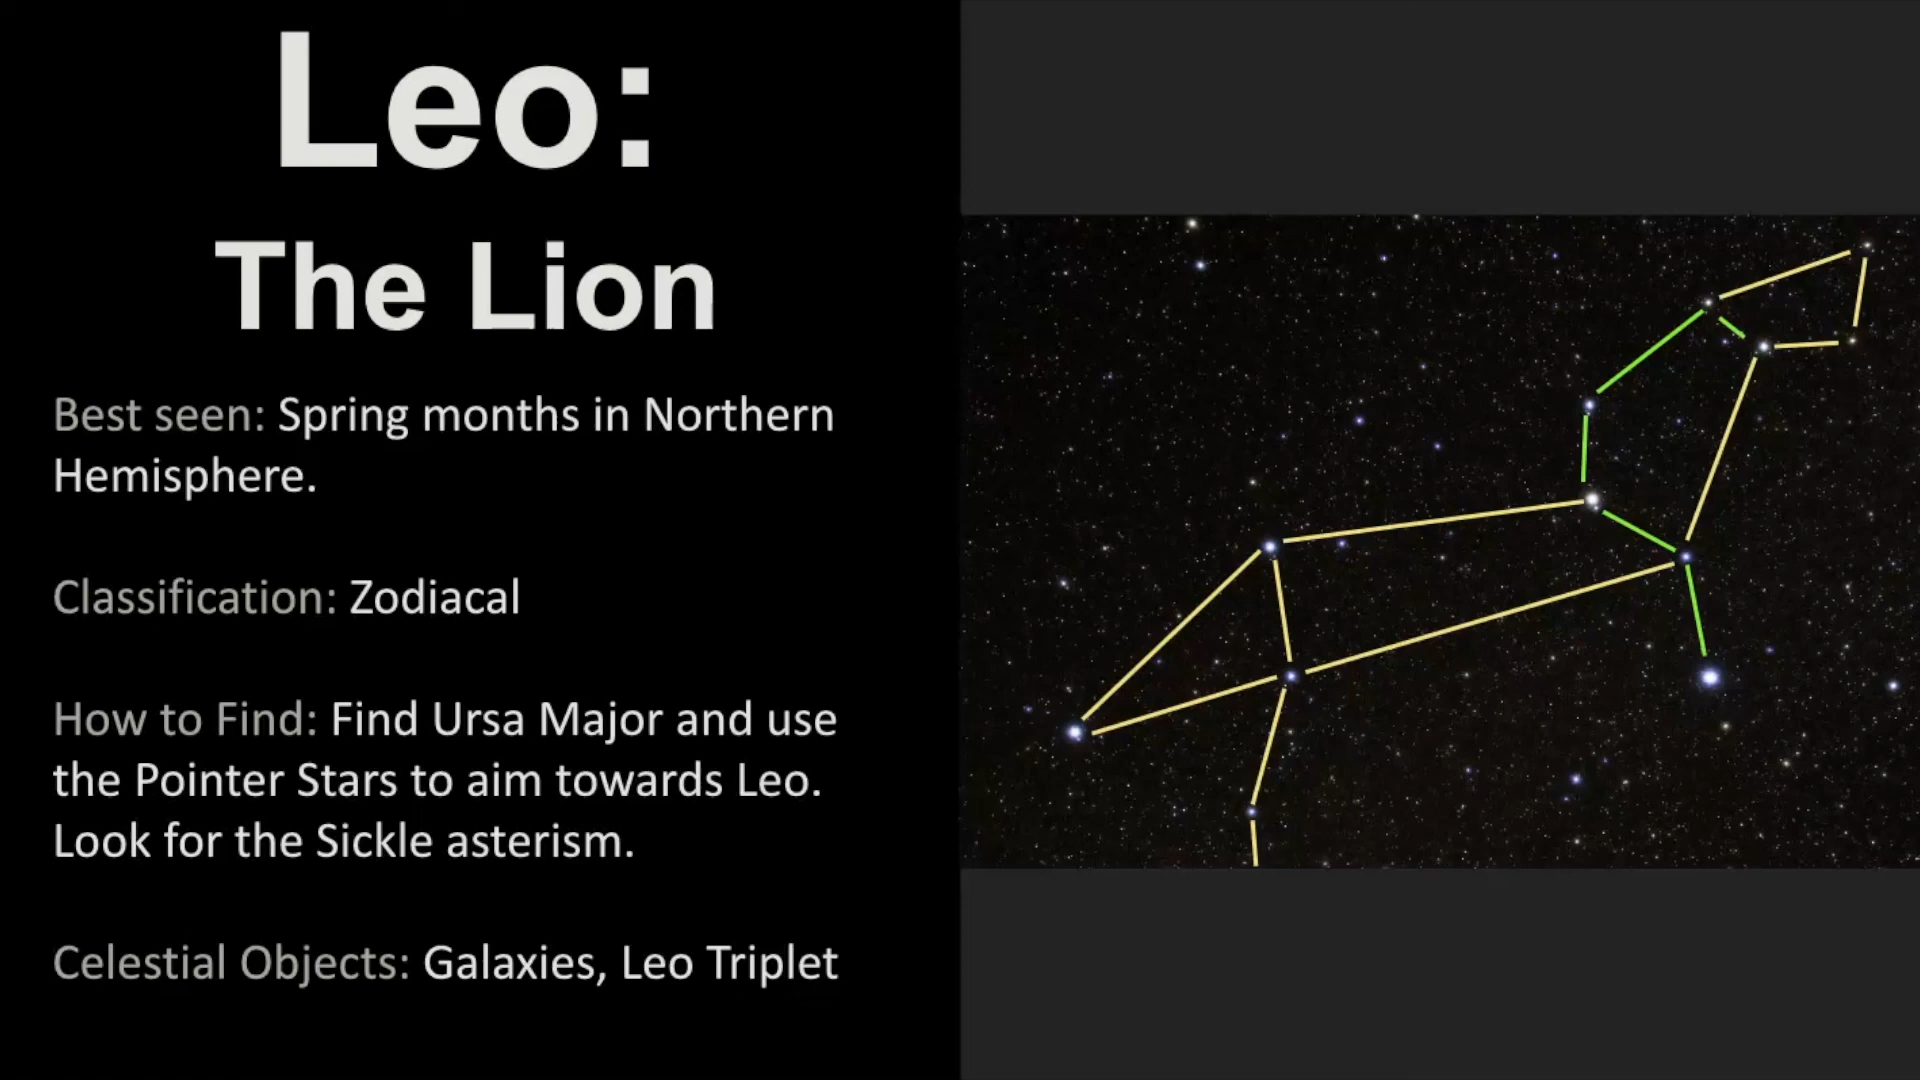 Leo:
The Lion
Best seen: Spring months in Northern
Hemisphere.
Classification: Zodiacal
How to Find: Find Ursa Major and use
the Pointer Stars to aim towards Leo.
Look for the Sickle asterism.
Celestial Objects: Galaxies, Leo Triplet